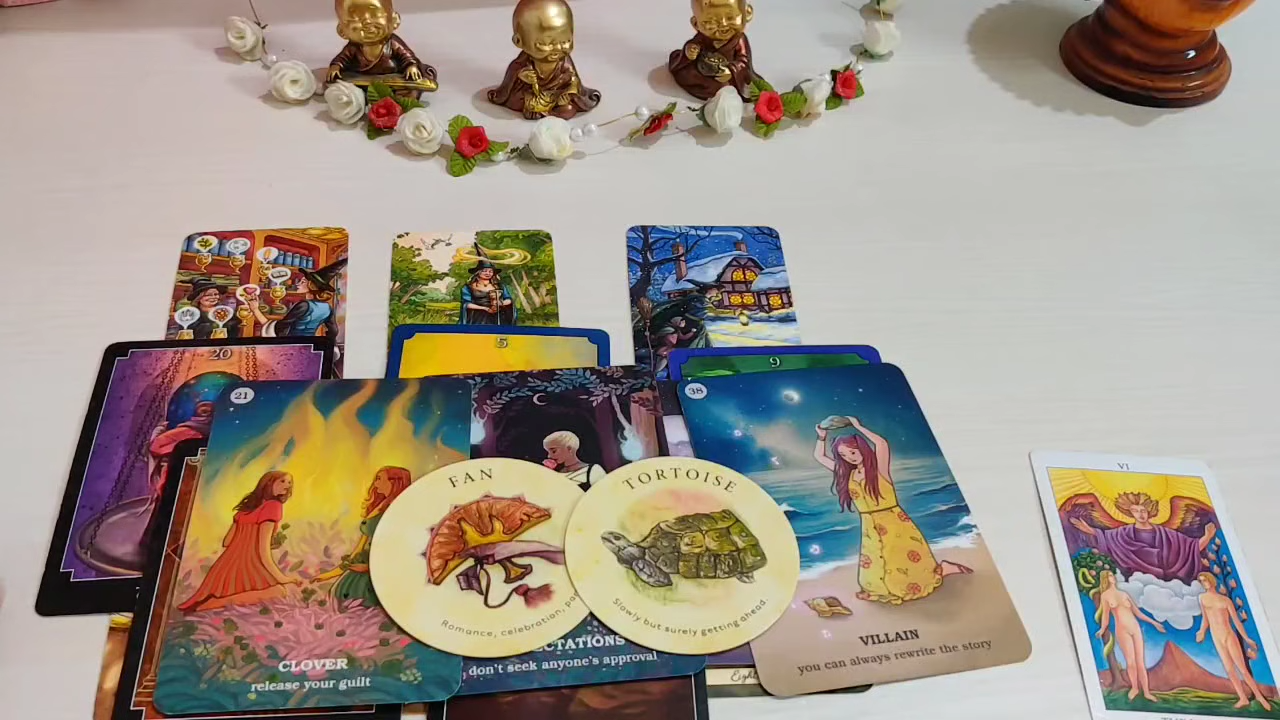 20
5
9
21
38
VI
FAN
TORTOISE
Romance, celebration,
Slowly but surely getting ahead.
CLOVER
release your guilt
don't seek anyone's approval
VILLAIN
you can always rewrite the story